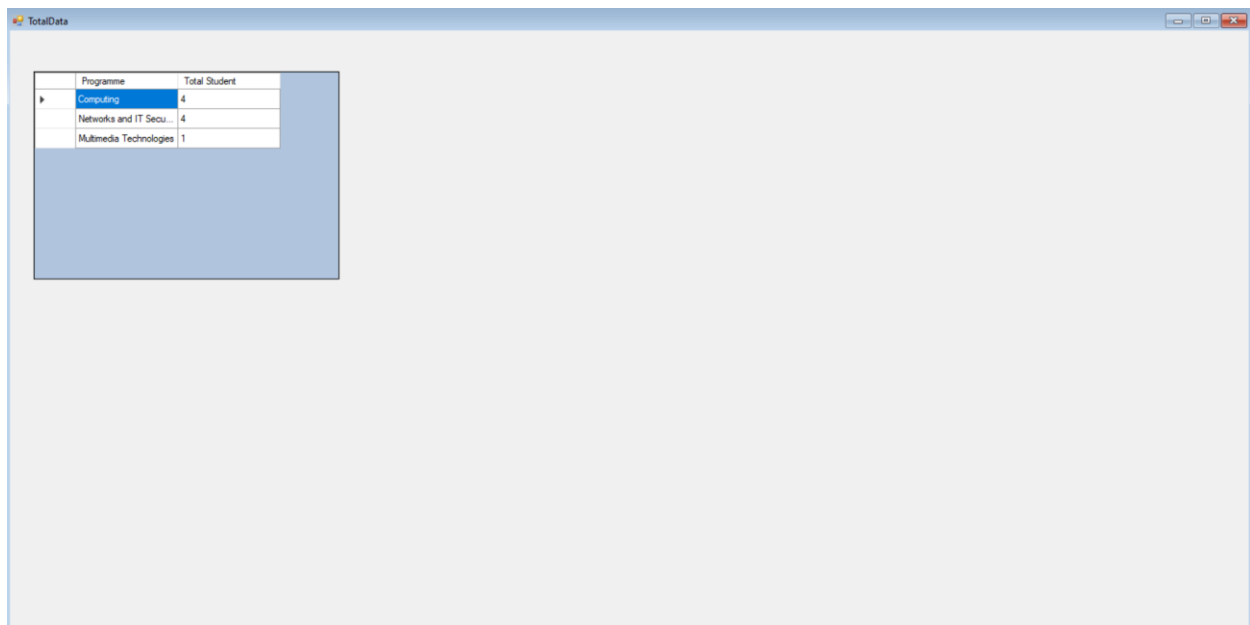 TotalData
Programme Total Student
Computing 4
Networks and IT Secu... 4
Multimedia Technologies 1